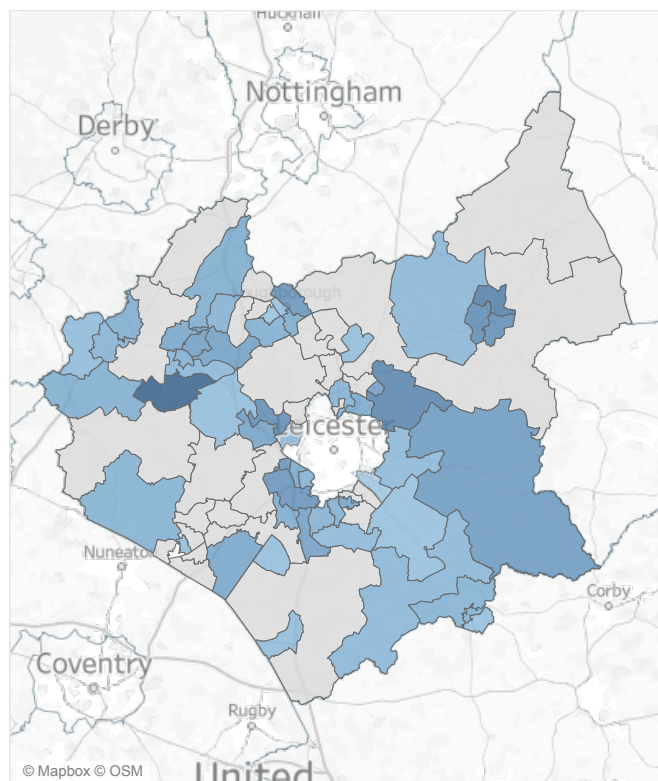 Hucknall
Nottingham
Derby
Loughborough
Leicester
Nuneaton
Corby
Coventry
Rugby
United
© Mapbox © OSM